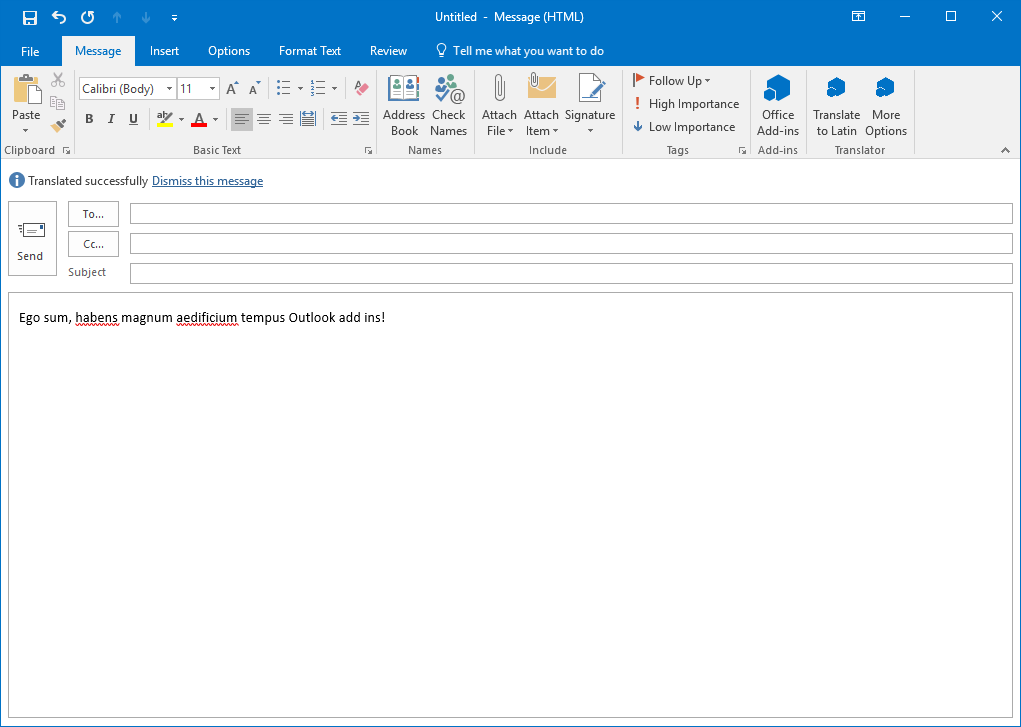 Untitled - Message (HTML)
File Message Insert Options Format Text Review Tell me what you want to do
Paste
Clipboard
Calibri (Body) 11
B I U
Basic Text
Address Book
Check Names
Names
Attach File
Attach Item
Signature
Include
Follow Up
High Importance
Low Importance
Tags
Office Add-ins
Add-ins
Translate to Latin
More Options
Translator
Translated successfully Dismiss this message
Send
To...
Cc...
Subject
Ego sum, habens magnum aedificium tempus Outlook add ins!